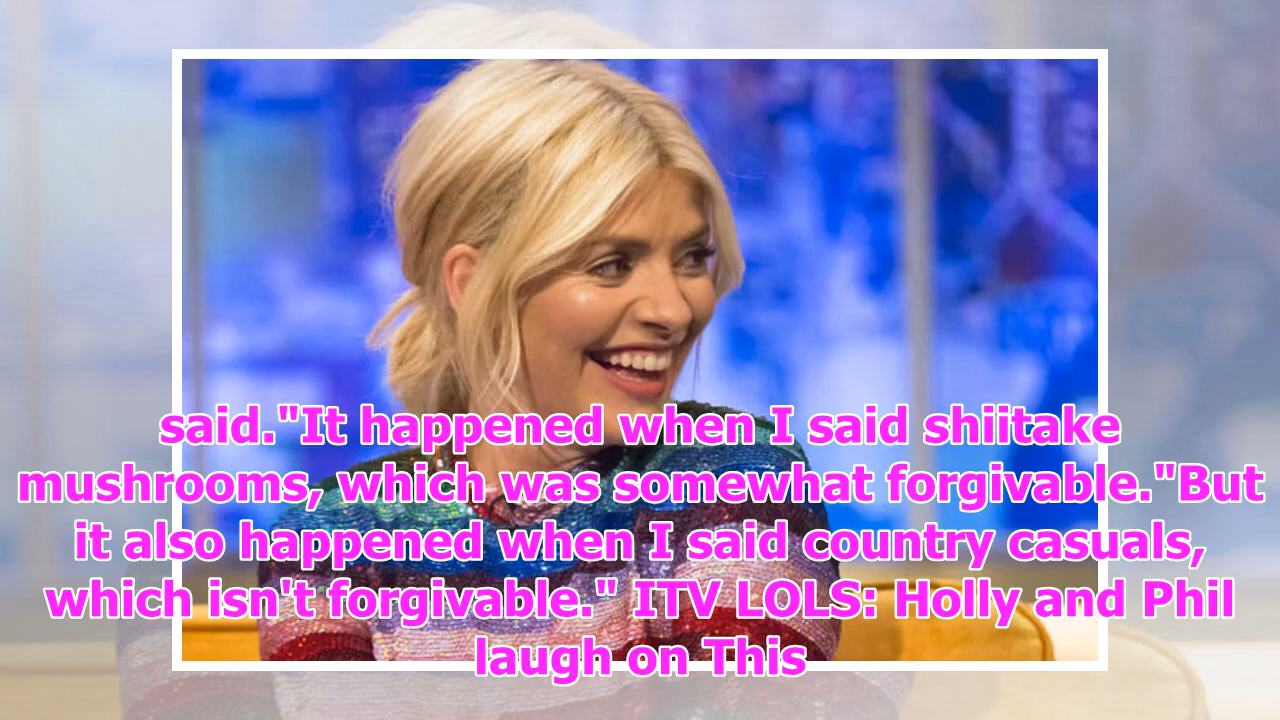 said."It happened when I said shiitake
mushrooms, which was somewhat forgivable."But
it also happened when I said country casuals,
which isn't forgivable." ITV LOLS: Holly and Phil
laugh on This